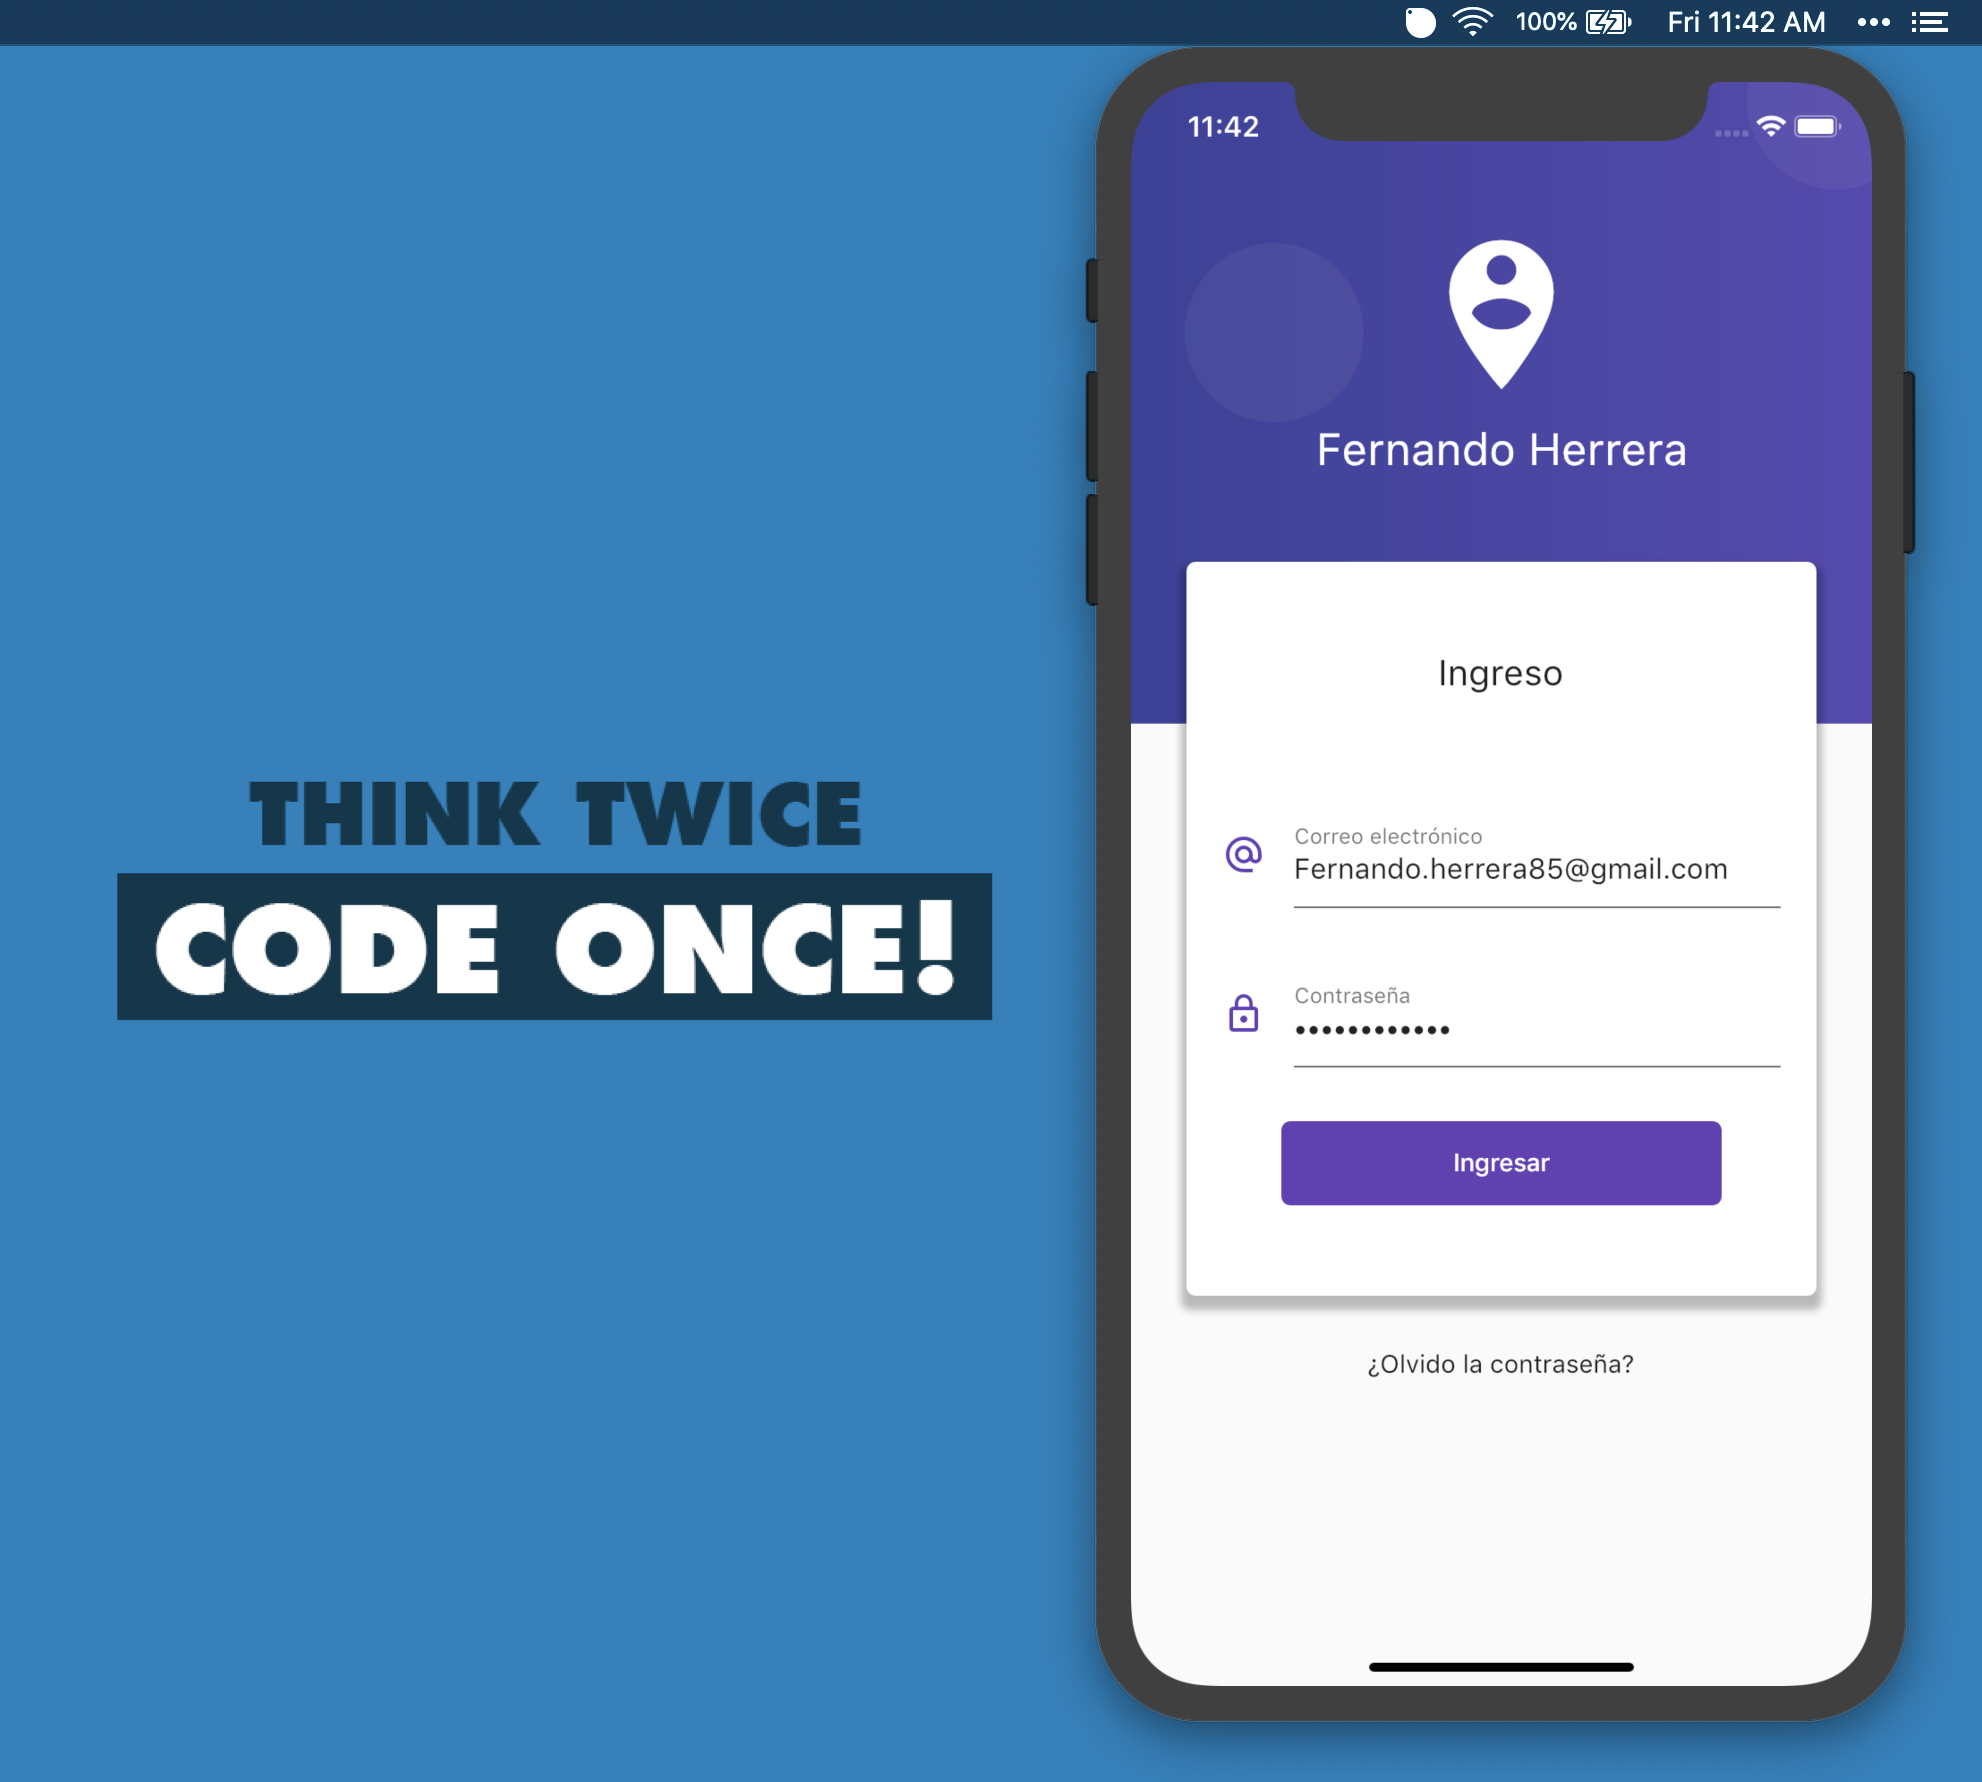 100%
Fri 11:42 AM
THINK TWICE
CODE ONCE!
11:42
Fernando Herrera
Ingreso
Correo electrónico
Fernando.herrera85@gmail.com
Contraseña
••••••••••••
Ingresar
¿Olvido la contraseña?